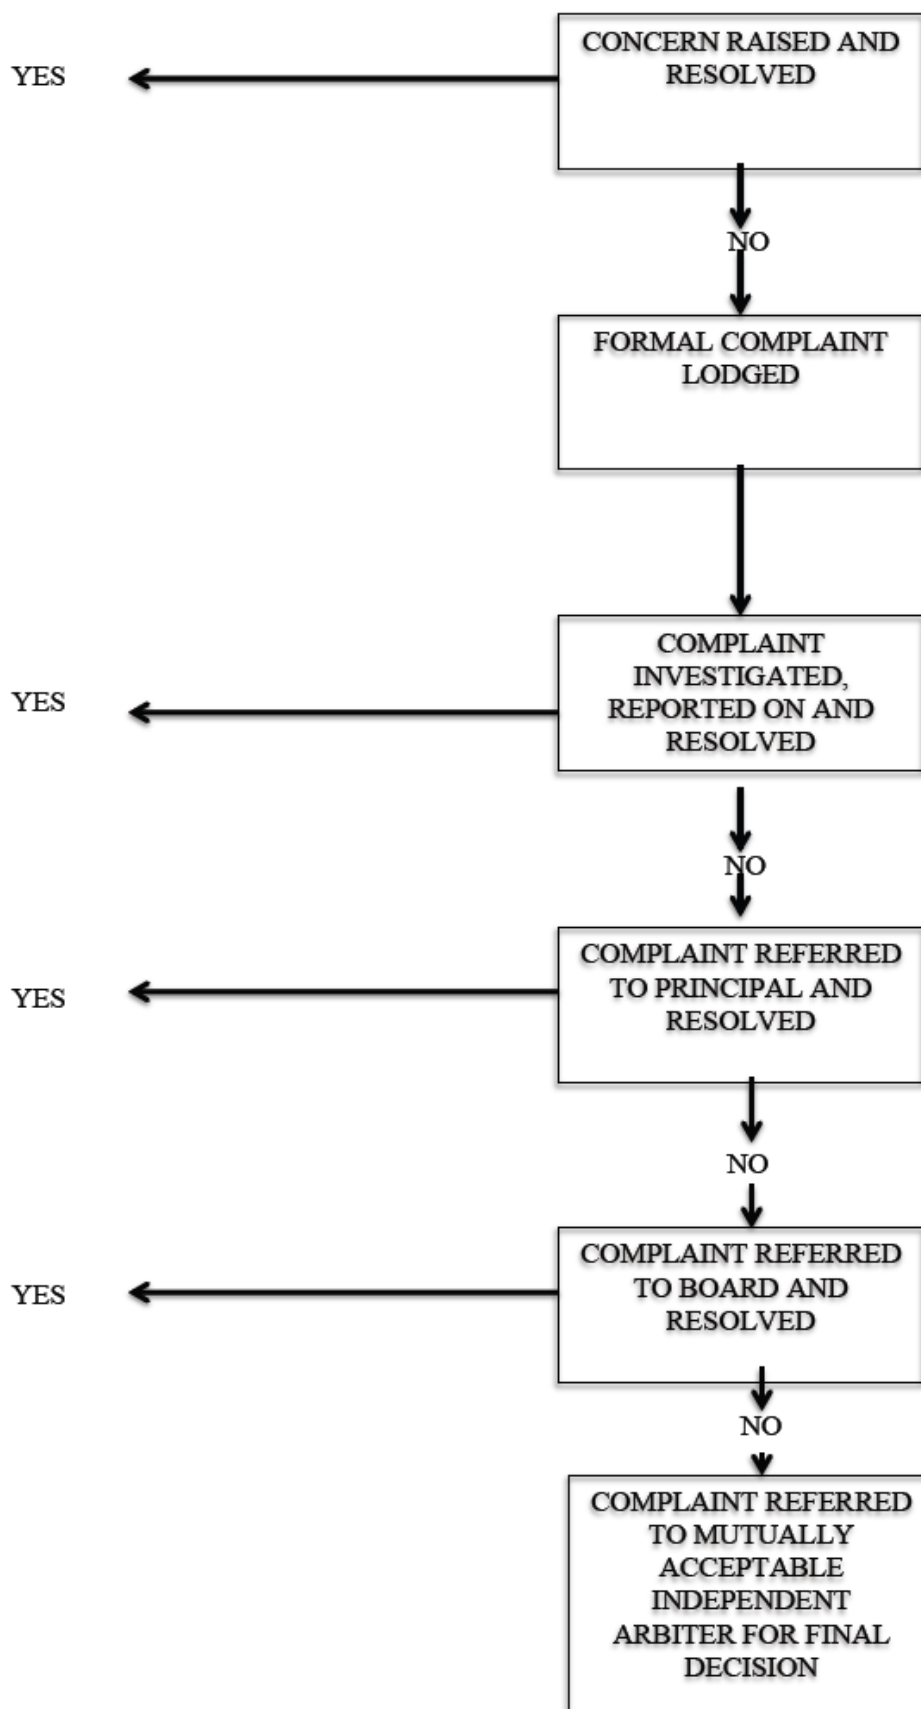 CONCERN RAISED AND
RESOLVED
YES
NO
FORMAL COMPLAINT
LODGED
COMPLAINT
INVESTIGATED,
REPORTED ON AND
RESOLVED
YES
NO
COMPLAINT REFERRED
TO PRINCIPAL AND
RESOLVED
YES
NO
COMPLAINT REFERRED
TO BOARD AND
RESOLVED
YES
NO
COMPLAINT REFERRED
TO MUTUALLY
ACCEPTABLE
INDEPENDENT
ARBITER FOR FINAL
DECISION